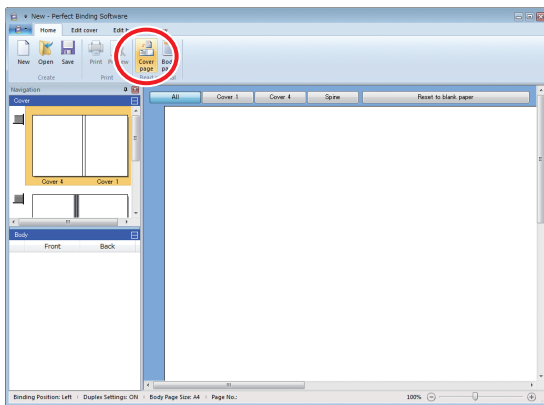 New - Perfect Binding Software
Home Edit cover
New Open Save Print Cover page
Create Print
Navigation
Cover
All Cover 1 Cover 4 Spine Reset to blank paper
Cover 4 Cover 1
Body
Front Back
Binding Position: Left Duplex Settings: ON Body Page Size: A4 Page No.: 100%